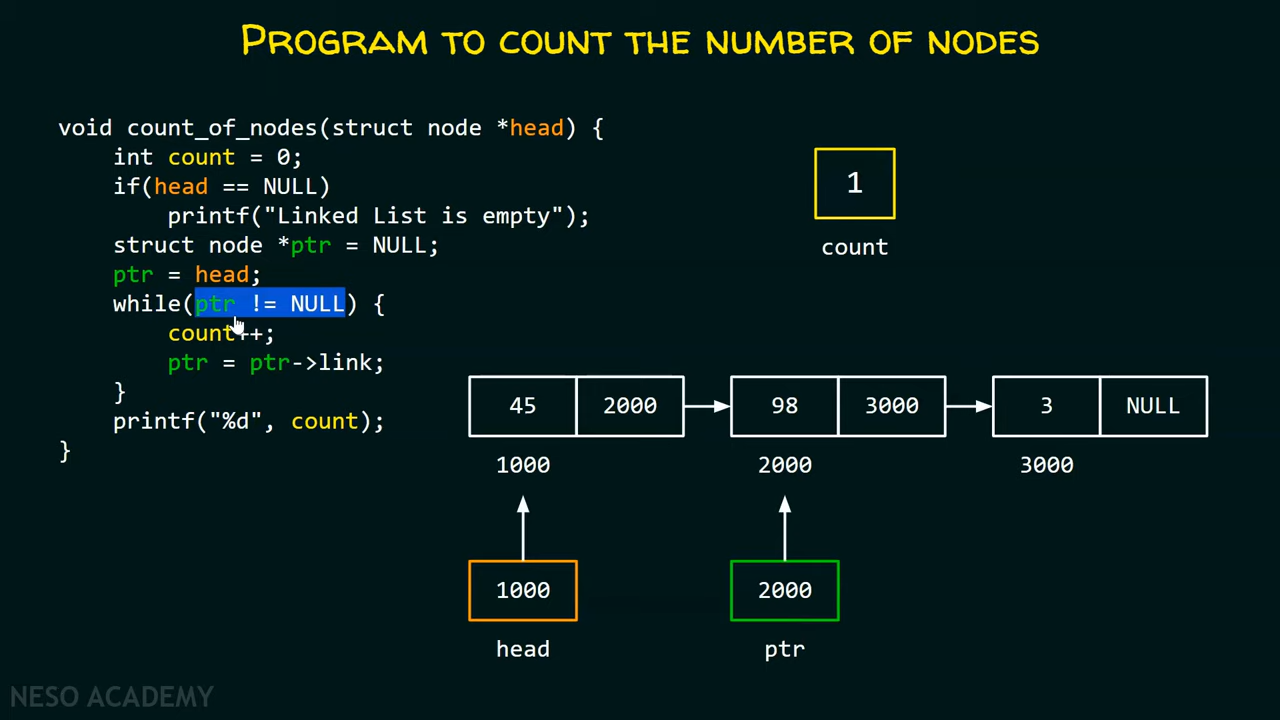 PROGRAM TO COUNT THE NUMBER OF NODES
void count_of_nodes(struct node *head) {
int count = 0;
if(head == NULL)
printf("Linked List is empty");
struct node *ptr = NULL;
ptr = head;
while(ptr != NULL) {
count++;
ptr = ptr->link;
}
printf("%d", count);
}
1
count
45 2000 98 3000 3 NULL
1000 2000 3000
1000 2000
head ptr
NESO ACADEMY